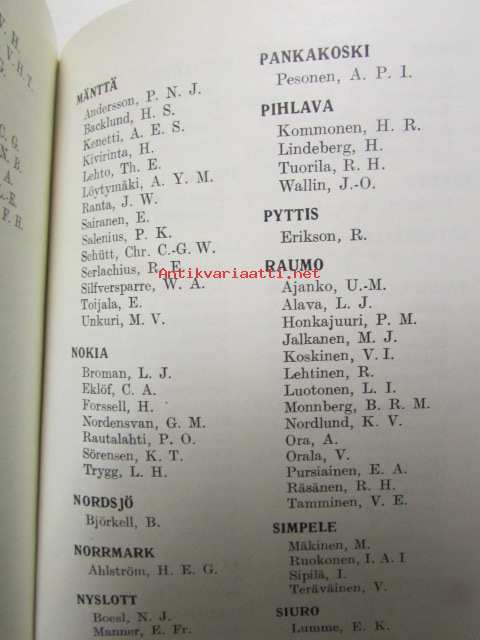 V. H.
V.-H.T.
G.
C. G.
N. B.
A.
L.-E.
F. H.
MÄNTTÄ
Andersson, P. N. J.
Backlund, H. S.
Kenetti, A. E. S.
Kivirinta, H.
Lehto, Th. E.
Löytymäki, A. Y. M.
Ranta, J. W.
Sairanen, E.
Salenius, P. K.
Schütt, Chr. C.-G. W.
Serlachius, R. E.
Silfversparre, W. A.
Toijala, E.
Unkuri, M. V.
NOKIA
Broman, L. J.
Eklöf, C. A.
Forssell, H.
Nordensvan, G. M.
Rautalahti, P. O.
Sörensen, K. T.
Trygg, L. H.
NORDSJÖ
Björkell, B.
NORRMARK
Ahlström, H. E. G.
NYSLOTT
Boesl, N. J.
Manner, E. Fr.
PANKAKOSKI
Pesonen, A. P. I.
PIHLAVA
Kommonen, H. R.
Lindeberg, H.
Tuorila, R. H.
Wallin, J.-O.
PYTTIS
Erikson, R.
RAUMO
Ajanko, U.-M.
Alava, L. J.
Honkajuuri, P. M.
Jalkanen, M. J.
Koskinen, V. I.
Lehtinen, R.
Luotonen, L. I.
Monnberg, B. R. M.
Nordlund, K. V.
Ora, A.
Orala, V.
Pursiainen, E. A.
Räsänen, R. H.
Tamminen, V. E.
SIMPELE
Mäkinen, M.
Ruokonen, I. A. I
Sipilä, I.
Teräväinen, V.
SIURO
Lumme, E. K.
Antikvariaatti.net